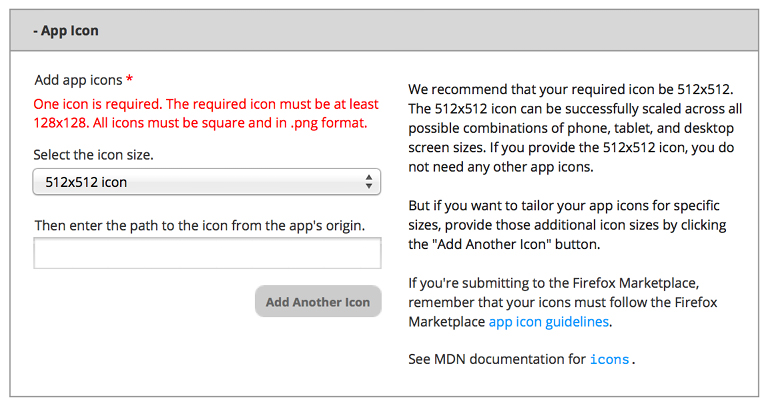 - App Icon
Add app icons *
One icon is required. The required icon must be at least
128x128. All icons must be square and in .png format.
Select the icon size.
512x512 icon
Then enter the path to the icon from the app's origin.
Add Another Icon
We recommend that your required icon be 512x512.
The 512x512 icon can be successfully scaled across all
possible combinations of phone, tablet, and desktop
screen sizes. If you provide the 512x512 icon, you do
not need any other app icons.
But if you want to tailor your app icons for specific
sizes, provide those additional icon sizes by clicking
the "Add Another Icon" button.
If you're submitting to the Firefox Marketplace,
remember that your icons must follow the Firefox
Marketplace app icon guidelines.
See MDN documentation for icons.